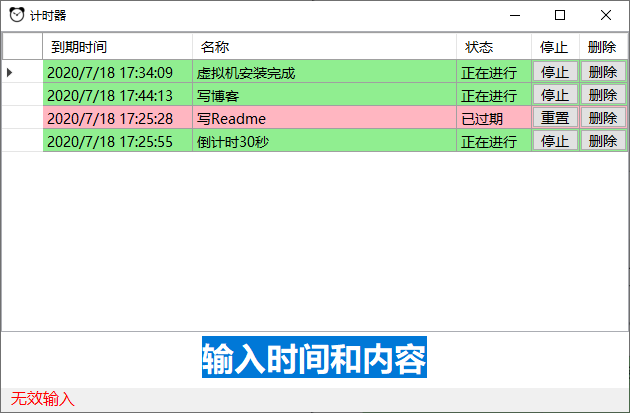 计时器
到期时间 名称 状态 停止 删除
2020/7/18 17:34:09 虚拟机安装完成 正在进行 停止 删除
2020/7/18 17:44:13 写博客 正在进行 停止 删除
2020/7/18 17:25:28 写Readme 已过期 重置 删除
2020/7/18 17:25:55 倒计时30秒 正在进行 停止 删除
输入时间和内容
无效输入